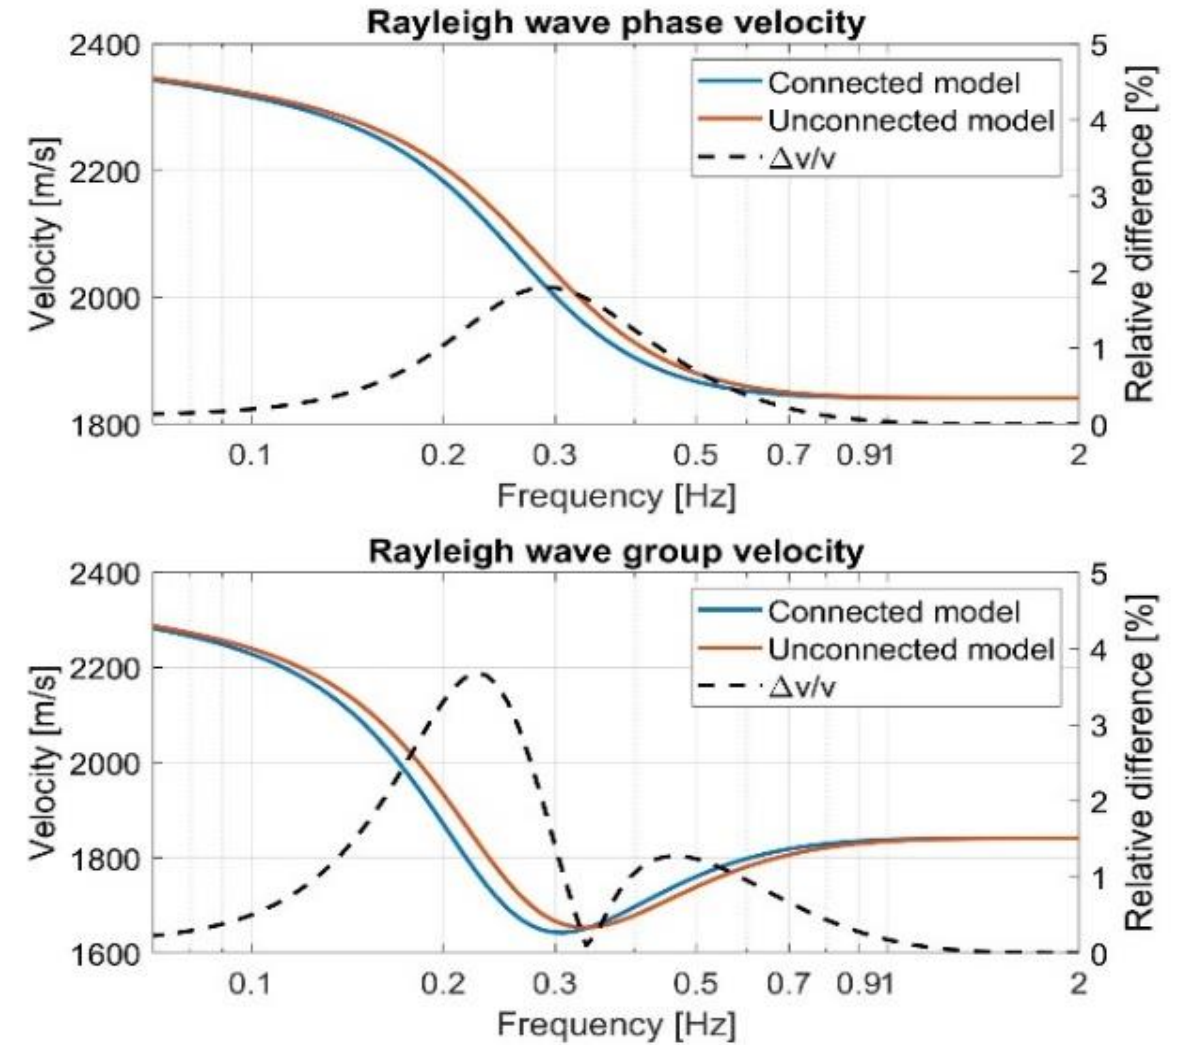 Rayleigh wave phase velocity
2400
2200
2000
1800
Velocity [m/s]
5
4
3
2
1
0
Relative difference [%]
Connected model
Unconnected model
Δv/v
0.1 0.2 0.3 0.5 0.7 0.91 2
Frequency [Hz]
Rayleigh wave group velocity
2400
2200
2000
1800
1600
Velocity [m/s]
5
4
3
2
1
0
Relative difference [%]
Connected model
Unconnected model
Δv/v
0.1 0.2 0.3 0.5 0.7 0.91 2
Frequency [Hz]